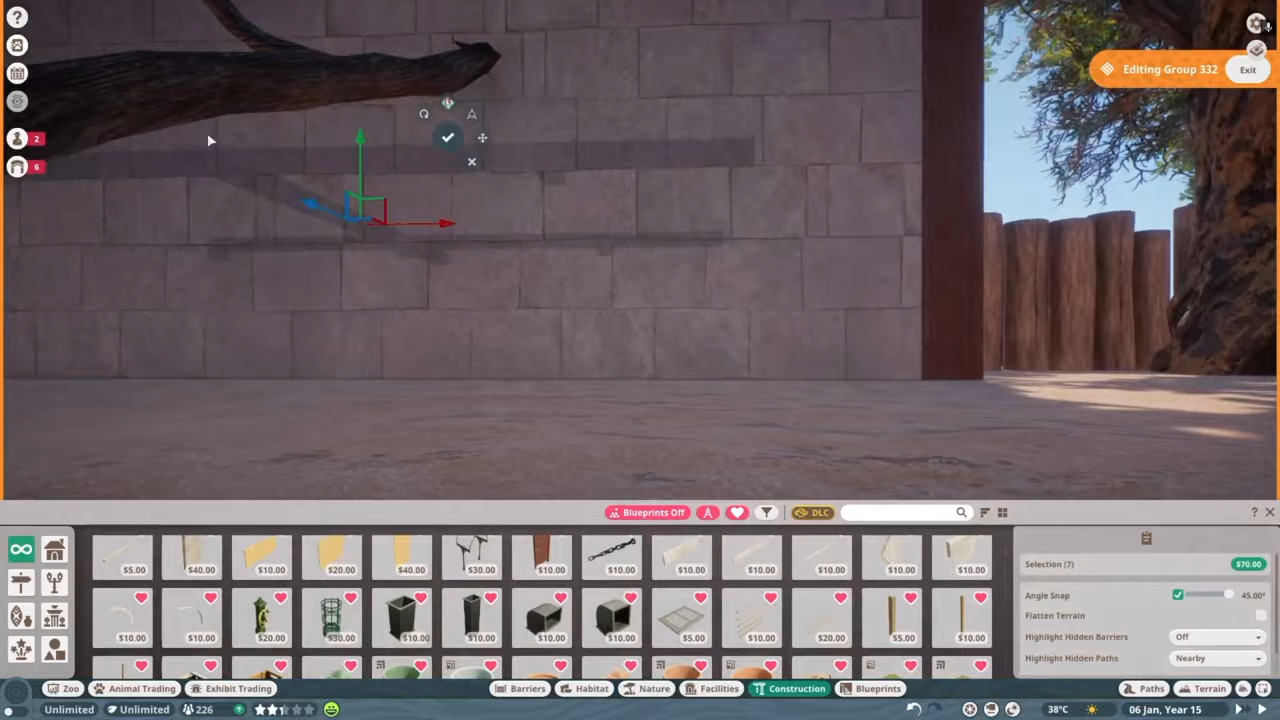 Editing Group 332
Exit
2
6
Blueprints Off
DLC
$5.00 $40.00 $10.00 $20.00 $40.00 $30.00 $10.00 $10.00 $10.00 $10.00 $10.00 $10.00 $10.00
$10.00 $10.00 $20.00 $30.00 $10.00 $10.00 $10.00 $10.00 $5.00 $10.00 $20.00 $5.00 $10.00
Selection (7) $70.00
Angle Snap 45.00°
Flatten Terrain
Highlight Hidden Barriers Off
Highlight Hidden Paths Nearby
Zoo Animal Trading Exhibit Trading Barriers Habitat Nature Facilities Construction Blueprints Paths Terrain
Unlimited Unlimited 226 38°C 06 Jan, Year 15